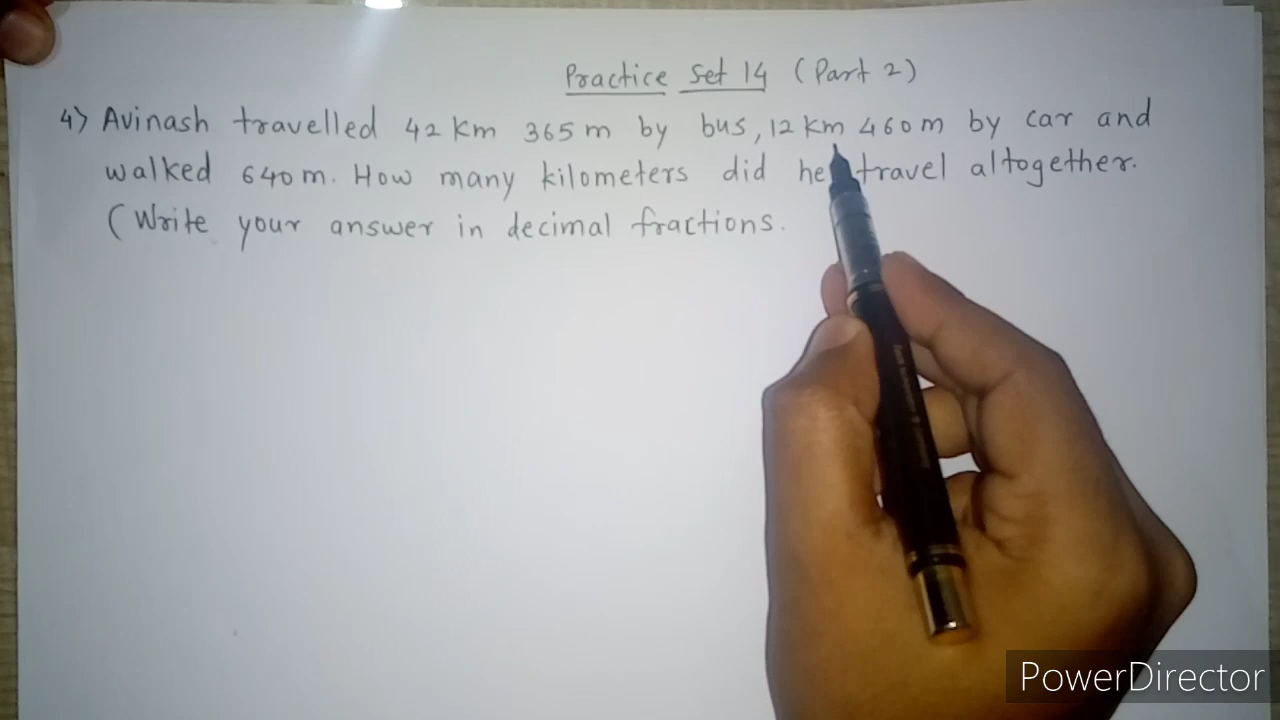 Practice Set 14 (Part 2)
4) Avinash travelled 42 km 365 m by bus, 12 km 460 m by car and
walked 640 m. How many kilometers did he travel altogether.
(Write your answer in decimal fractions.
PowerDirector